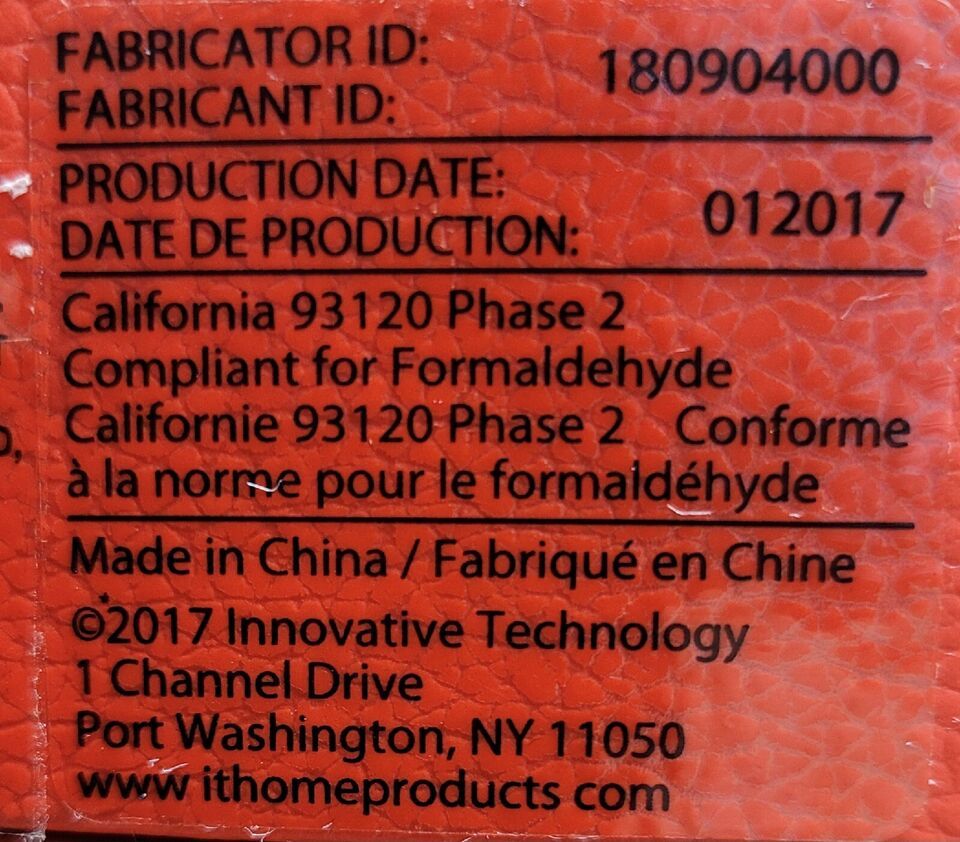 FABRICATOR ID:
FABRICANT ID:
180904000
PRODUCTION DATE:
DATE DE PRODUCTION:
012017
California 93120 Phase 2
Compliant for Formaldehyde
Californie 93120 Phase 2 Conforme
à la norme pour le formaldéhyde
Made in China / Fabriqué en Chine
©2017 Innovative Technology
1 Channel Drive
Port Washington, NY 11050
www ithomeproducts com